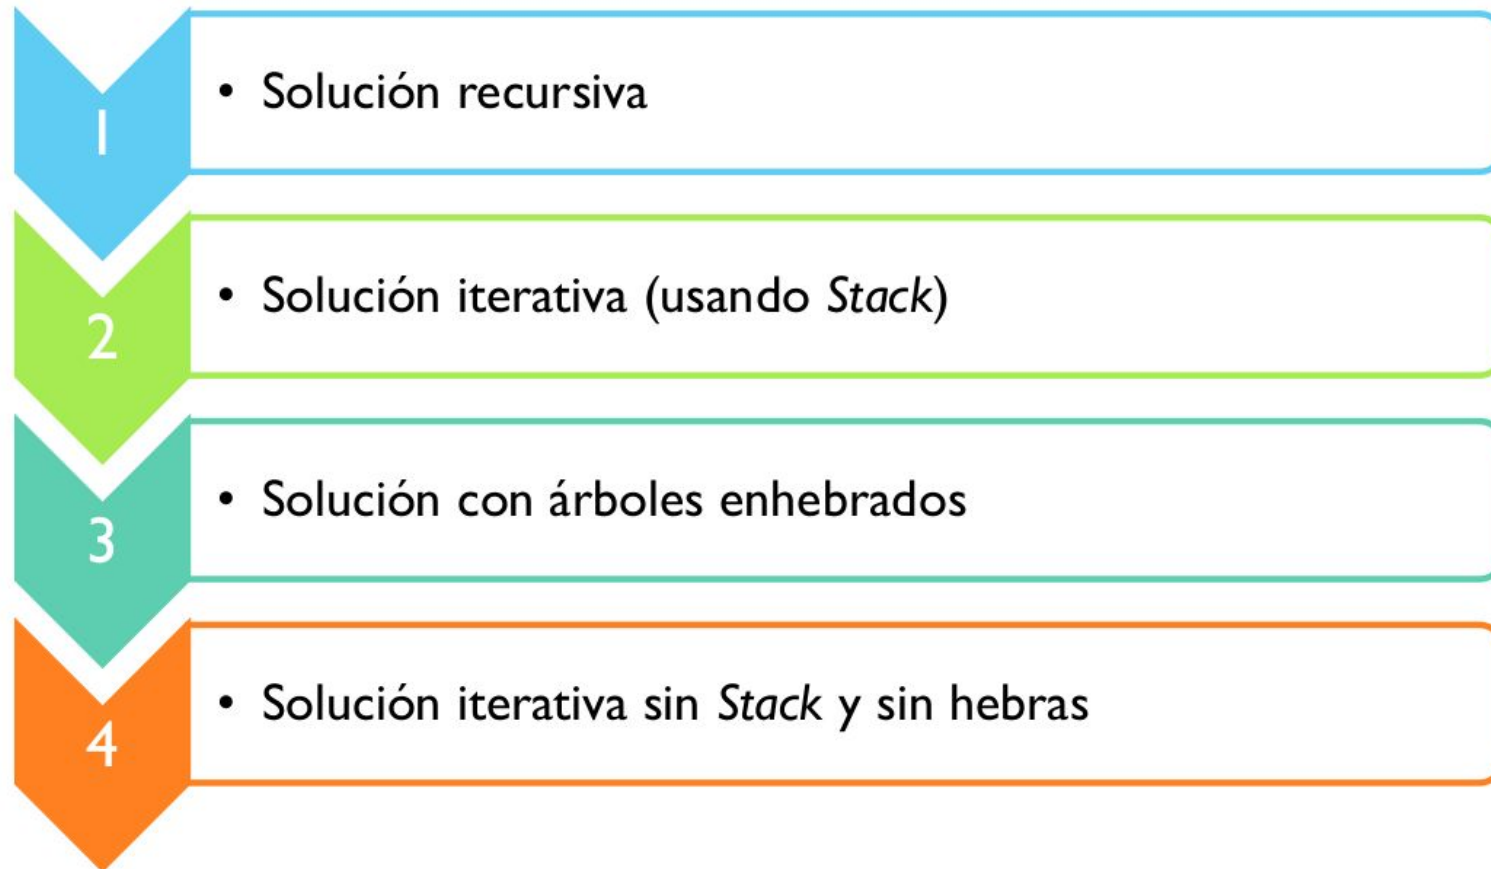 1
• Solución recursiva
2
• Solución iterativa (usando Stack)
3
• Solución con árboles enhebrados
4
• Solución iterativa sin Stack y sin hebras